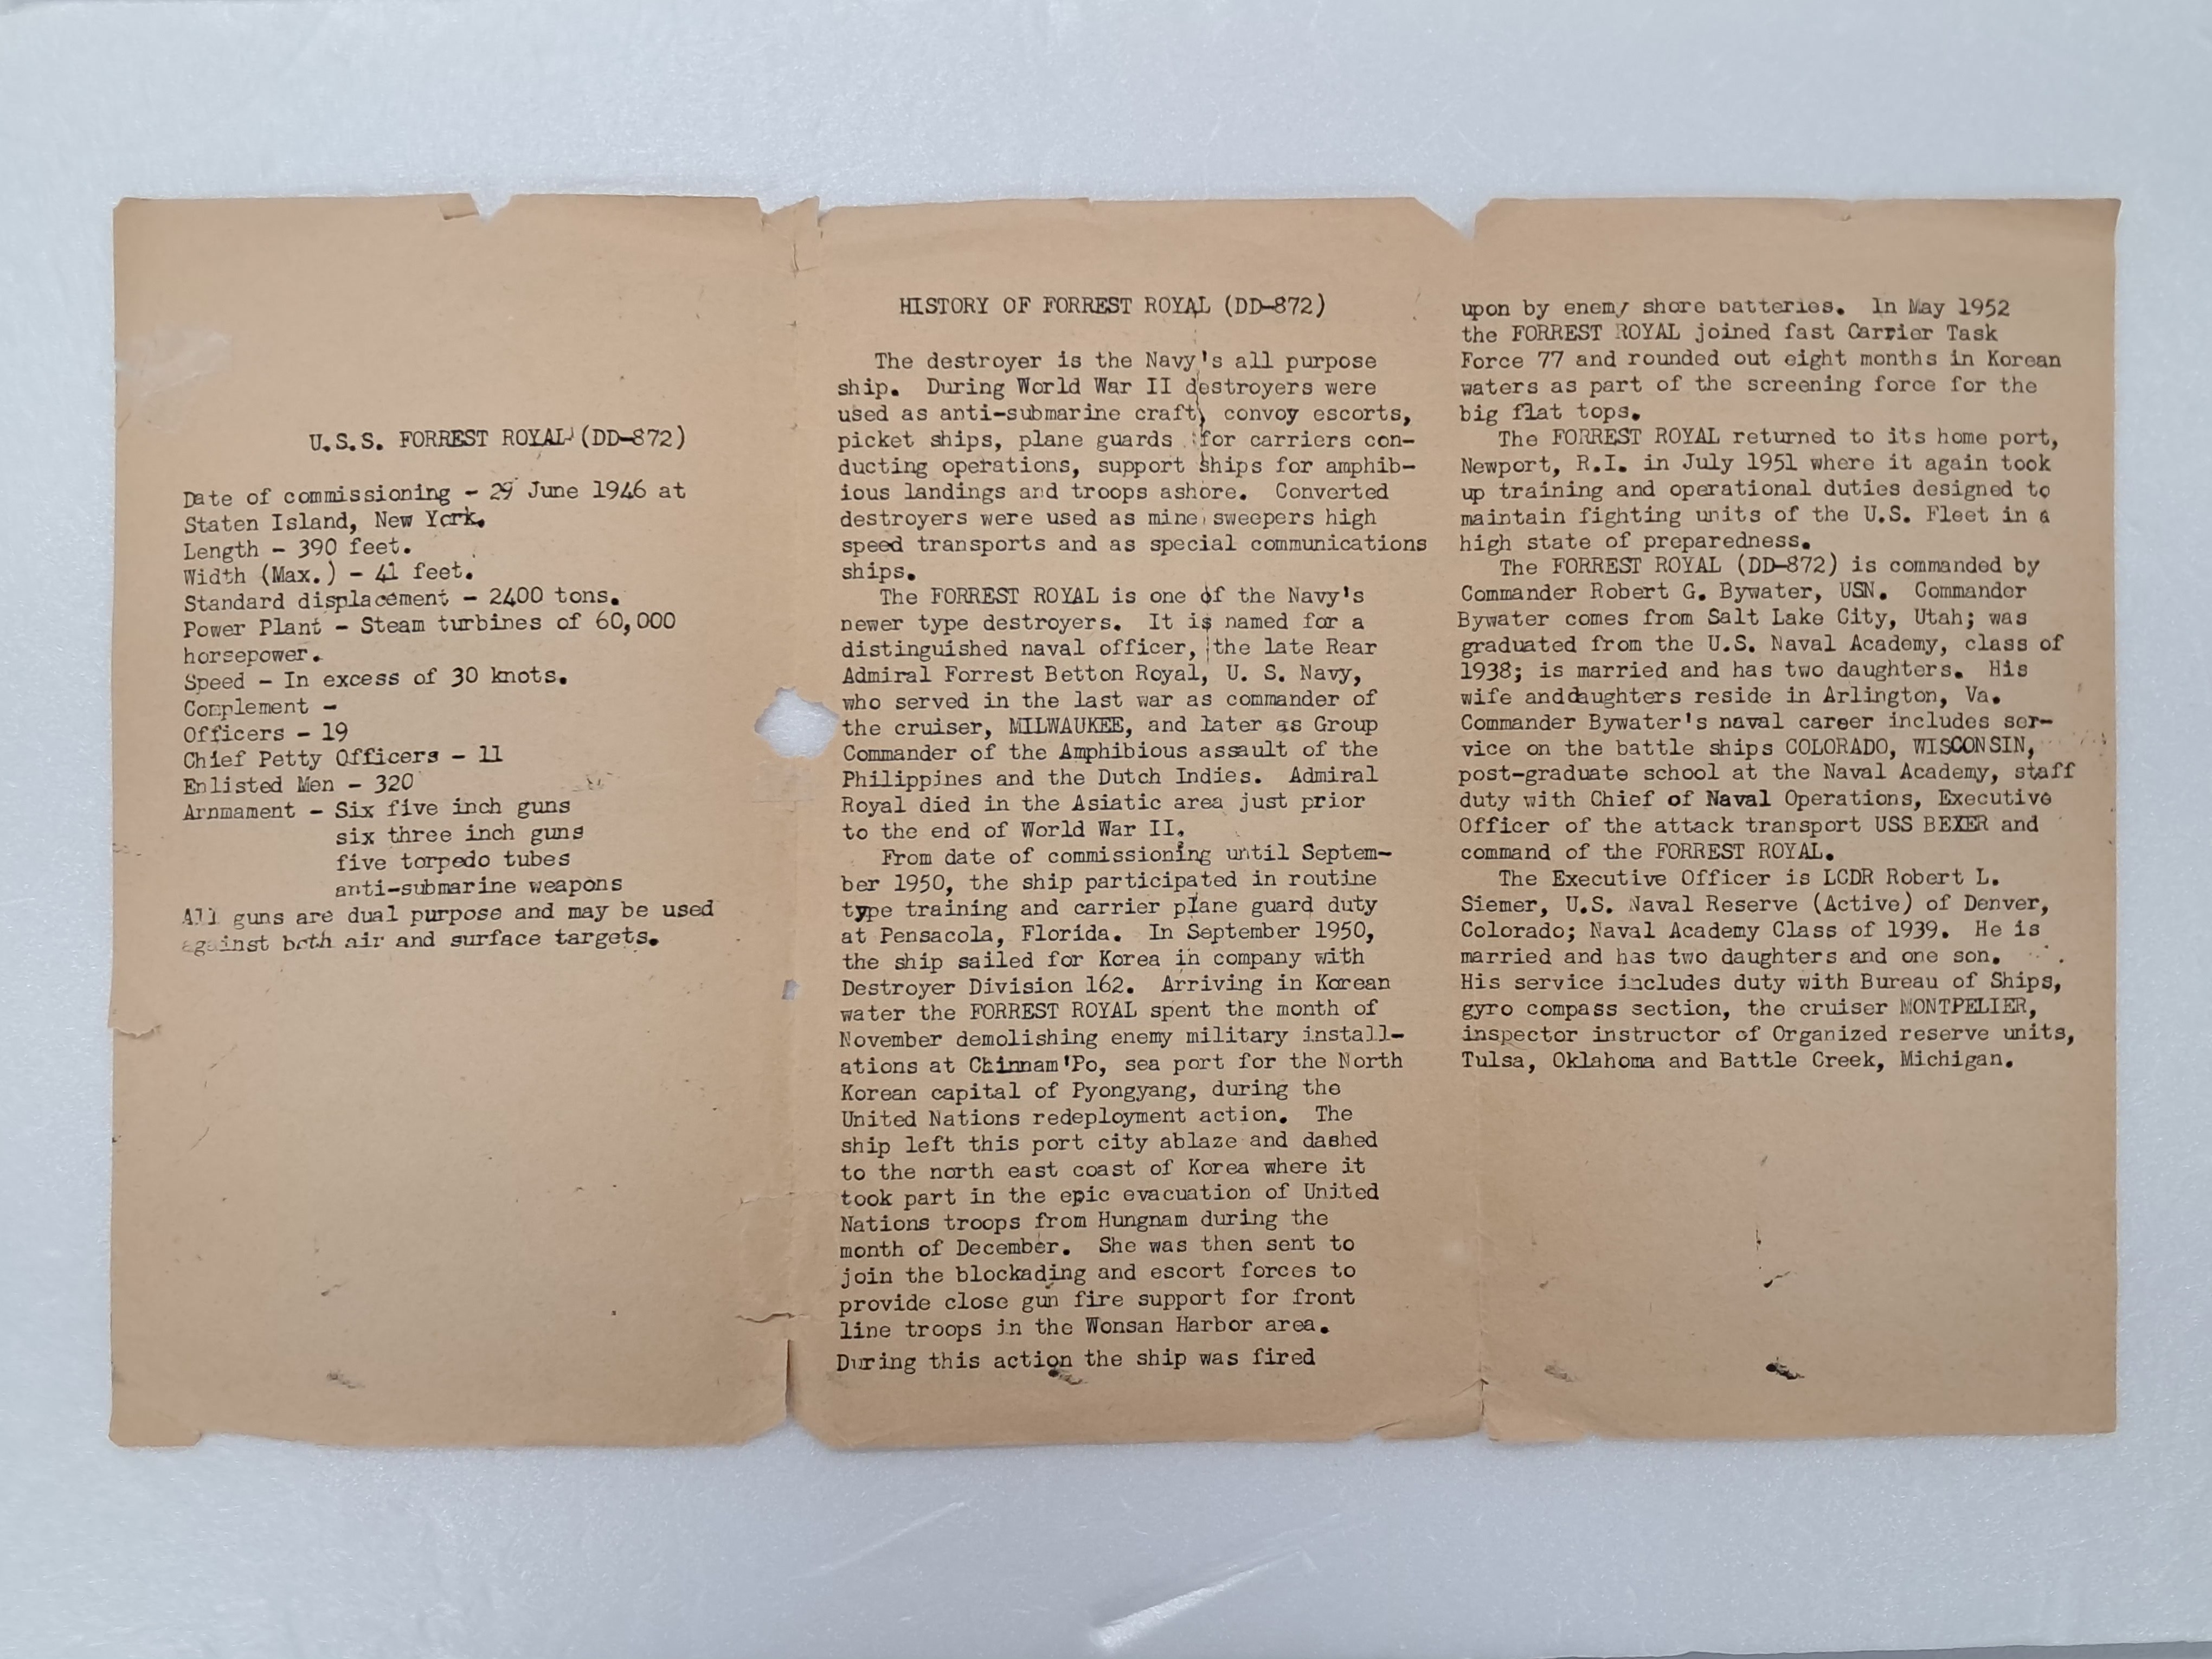 U.S.S. FORREST ROYAL (DD-872)
Date of commissioning - 29 June 1946 at
Staten Island, New York.
Length - 390 feet.
Width (Max.) - 41 feet.
Standard displacement - 2400 tons.
Power Plant - Steam turbines of 60,000
horsepower.
Speed - In excess of 30 knots.
Complement -
Officers - 19
Chief Petty Officers - 11
Enlisted Men - 320
Arnmament - Six five inch guns
six three inch guns
five torpedo tubes
anti-submarine weapons
All guns are dual purpose and may be used
against both air and surface targets.
HISTORY OF FORREST ROYAL (DD-872)
The destroyer is the Navy's all purpose
ship. During World War II destroyers were
used as anti-submarine craft, convoy escorts,
picket ships, plane guards for carriers con-
ducting operations, support ships for amphib-
ious landings and troops ashore. Converted
destroyers were used as mine sweepers high
speed transports and as special communications
ships.
The FORREST ROYAL is one of the Navy's
newer type destroyers. It is named for a
distinguished naval officer, the late Rear
Admiral Forrest Betton Royal, U. S. Navy,
who served in the last war as commander of
the cruiser, MILWAUKEE, and later as Group
Commander of the Amphibious assault of the
Philippines and the Dutch Indies. Admiral
Royal died in the Asiatic area just prior
to the end of World War II.
From date of commissioning until Septem-
ber 1950, the ship participated in routine
type training and carrier plane guard duty
at Pensacola, Florida. In September 1950,
the ship sailed for Korea in company with
Destroyer Division 162. Arriving in Korean
water the FORREST ROYAL spent the month of
November demolishing enemy military install-
ations at Chinnam'Po, sea port for the North
Korean capital of Pyongyang, during the
United Nations redeployment action. The
ship left this port city ablaze and dashed
to the north east coast of Korea where it
took part in the epic evacuation of United
Nations troops from Hungnam during the
month of December. She was then sent to
join the blockading and escort forces to
provide close gun fire support for front
line troops in the Wonsan Harbor area.
During this action the ship was fired
upon by enemy shore batteries. In May 1952
the FORREST ROYAL joined fast Carrier Task
Force 77 and rounded out eight months in Korean
waters as part of the screening force for the
big flat tops.
The FORREST ROYAL returned to its home port,
Newport, R.I. in July 1951 where it again took
up training and operational duties designed to
maintain fighting units of the U.S. Fleet in a
high state of preparedness.
The FORREST ROYAL (DD-872) is commanded by
Commander Robert G. Bywater, USN. Commander
Bywater comes from Salt Lake City, Utah; was
graduated from the U.S. Naval Academy, class of
1938; is married and has two daughters. His
wife anddaughters reside in Arlington, Va.
Commander Bywater's naval career includes ser-
vice on the battle ships COLORADO, WISCONSIN,
post-graduate school at the Naval Academy, staff
duty with Chief of Naval Operations, Executive
Officer of the attack transport USS BEXER and
command of the FORREST ROYAL.
The Executive Officer is LCDR Robert L.
Siemer, U.S. Naval Reserve (Active) of Denver,
Colorado; Naval Academy Class of 1939. He is
married and has two daughters and one son.
His service includes duty with Bureau of Ships,
gyro compass section, the cruiser MONTPELIER,
inspector instructor of Organized reserve units,
Tulsa, Oklahoma and Battle Creek, Michigan.